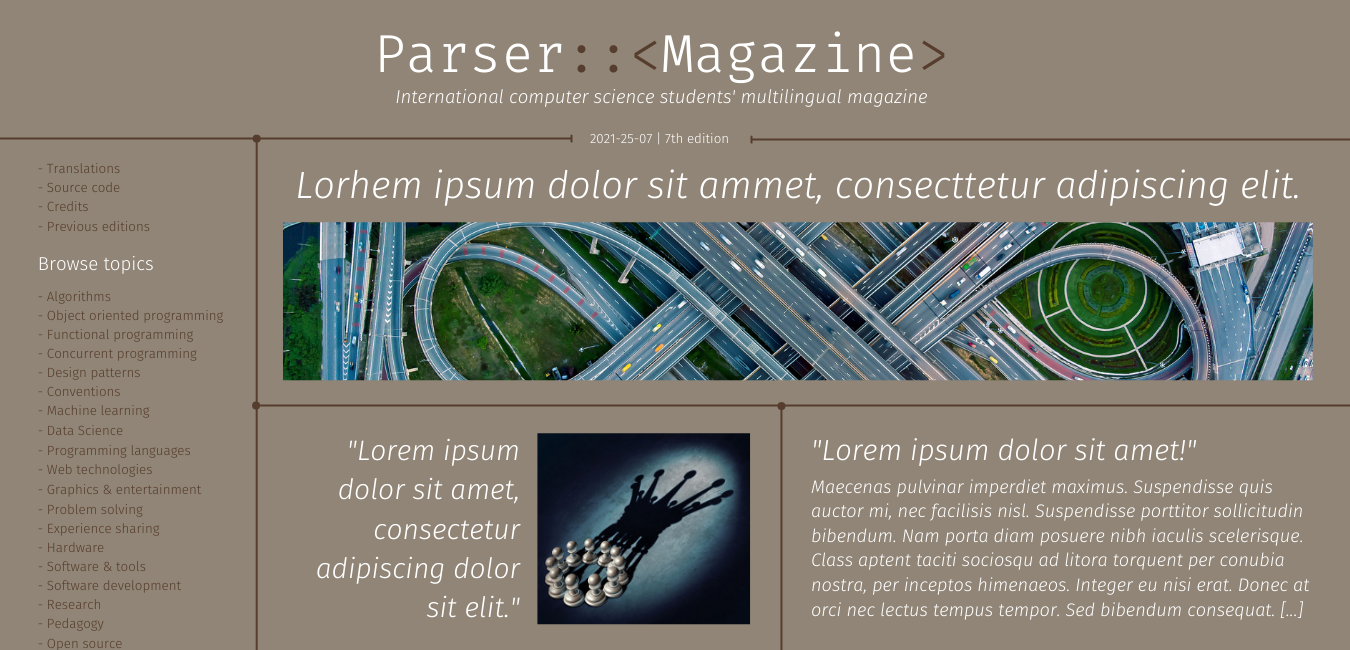 Parser::<Magazine>
International computer science students' multilingual magazine
2021-25-07 | 7th edition
- Translations
- Source code
- Credits
- Previous editions
Browse topics
- Algorithms
- Object oriented programming
- Functional programming
- Concurrent programming
- Design patterns
- Conventions
- Machine learning
- Data Science
- Programming languages
- Web technologies
- Graphics & entertainment
- Problem solving
- Experience sharing
- Hardware
- Software & tools
- Software development
- Research
- Pedagogy
- Open source
Lorhem ipsum dolor sit ammet, consecttetur adipiscing elit.
"Lorem ipsum
dolor sit amet,
consectetur
adipiscing dolor
sit elit."
"Lorem ipsum dolor sit amet!"
Maecenas pulvinar imperdiet maximus. Suspendisse quis
auctor mi, nec facilisis nisl. Suspendisse porttitor sollicitudin
bibendum. Nam porta diam posuere nibh iaculis scelerisque.
Class aptent taciti sociosqu ad litora torquent per conubia
nostra, per inceptos himenaeos. Integer eu nisi erat. Donec at
orci nec lectus tempus tempor. Sed bibendum consequat. [...]